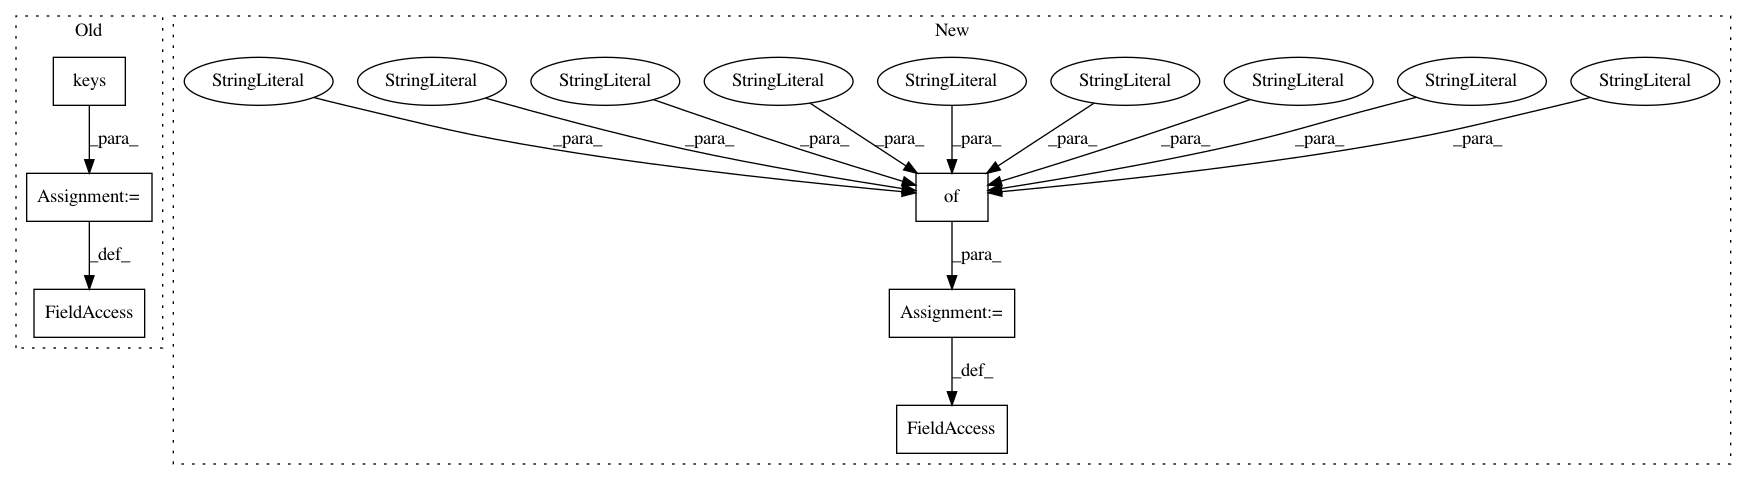 Old
New
keys
StringLiteral
StringLiteral
StringLiteral
StringLiteral
StringLiteral
StringLiteral
StringLiteral
StringLiteral
StringLiteral
_para_
_para_
_para_
_para_
_para_
_para_
_para_
_para_
_para_
_para_
Assignment:=
of
_def_
_para_
FieldAccess
Assignment:=
_def_
FieldAccess